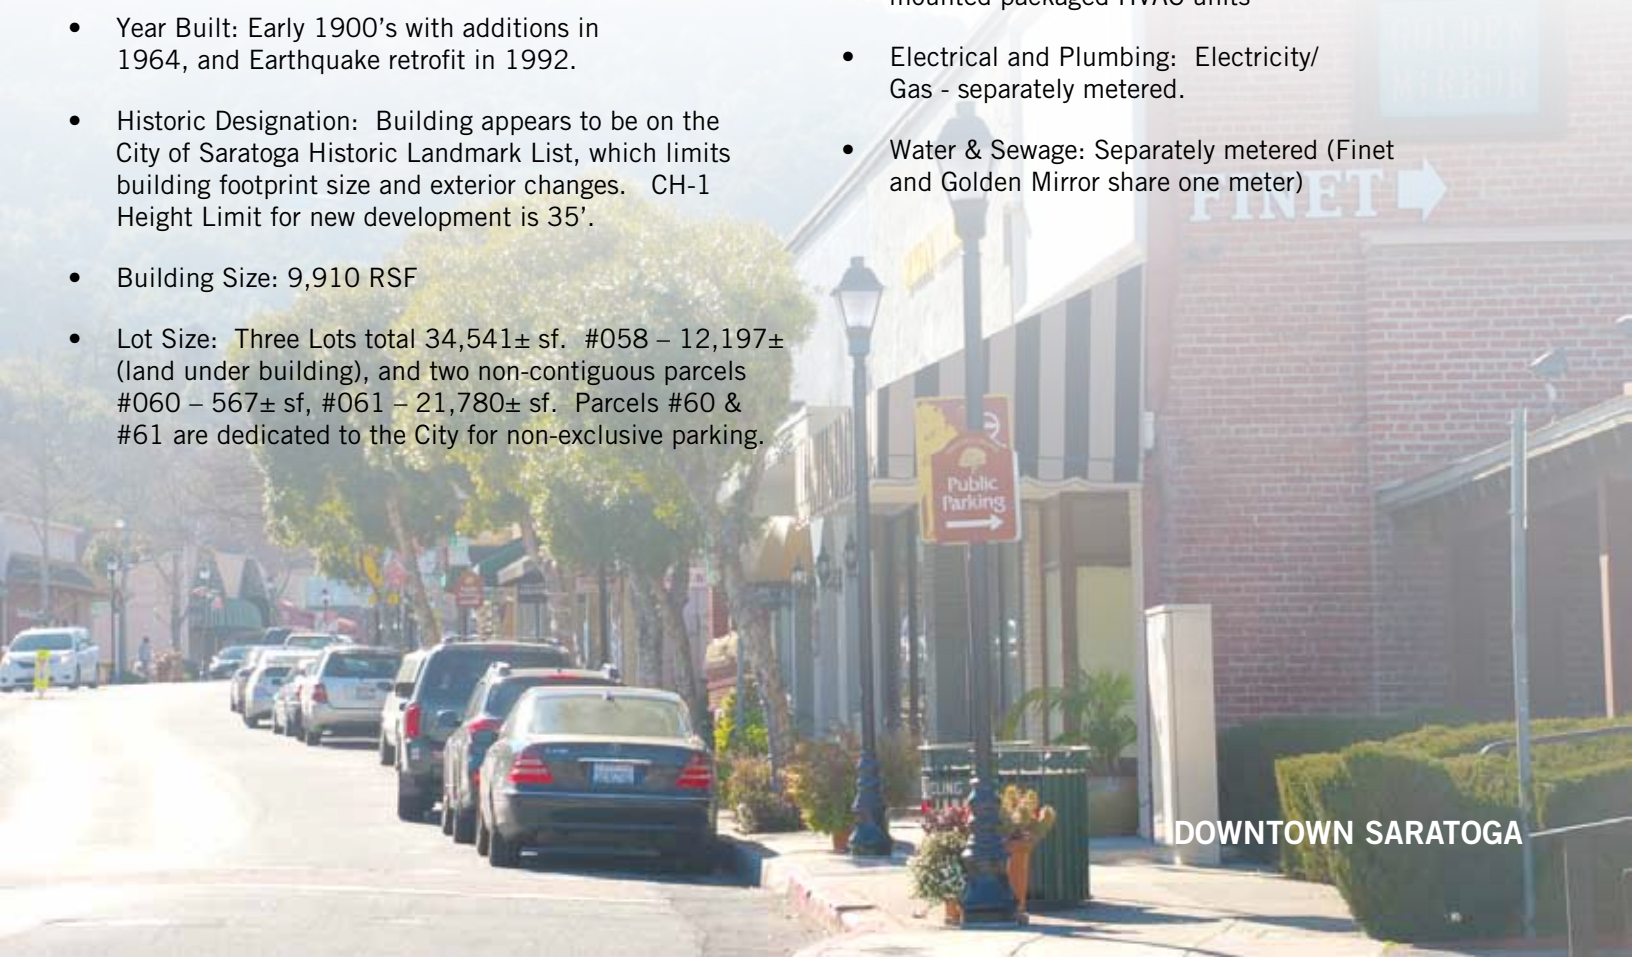 • Year Built: Early 1900's with additions in
1964, and Earthquake retrofit in 1992.
• Historic Designation: Building appears to be on the
City of Saratoga Historic Landmark List, which limits
building footprint size and exterior changes. CH-1
Height Limit for new development is 35'.
• Building Size: 9,910 RSF
• Lot Size: Three Lots total 34,541± sf. #058 – 12,197±
(land under building), and two non-contiguous parcels
#060 – 567± sf, #061 – 21,780± sf. Parcels #60 &
#61 are dedicated to the City for non-exclusive parking.
mounted packaged HVAC units
• Electrical and Plumbing: Electricity/
Gas - separately metered.
• Water & Sewage: Separately metered (Finet
and Golden Mirror share one meter)
GOLDEN
MIRROR
FINET
Public
Parking
DOWNTOWN SARATOGA